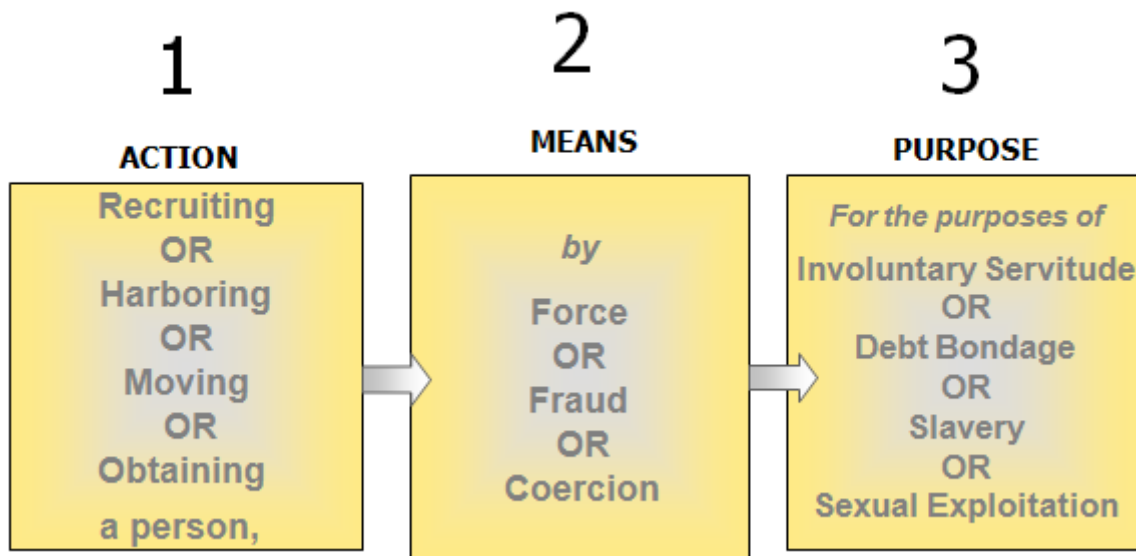 1
ACTION
Recruiting
OR
Harboring
OR
Moving
OR
Obtaining
a person,
2
MEANS
by
Force
OR
Fraud
OR
Coercion
3
PURPOSE
For the purposes of
Involuntary Servitude
OR
Debt Bondage
OR
Slavery
OR
Sexual Exploitation